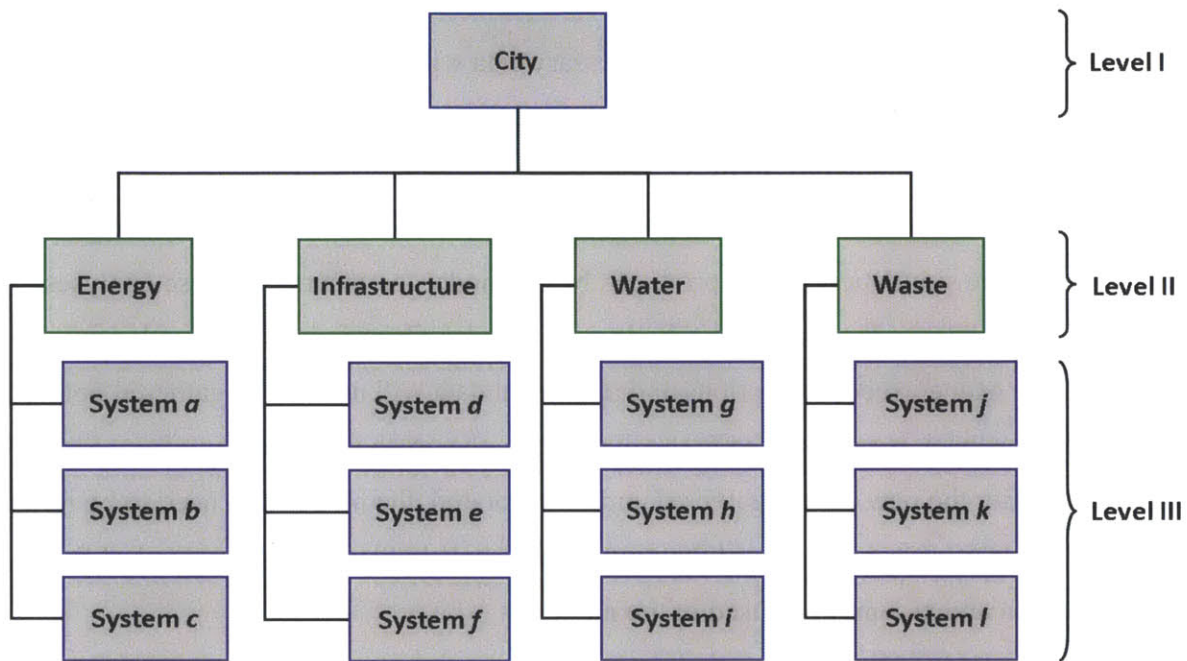 City
Level I
Energy
Infrastructure
Water
Waste
Level II
System a
System d
System g
System j
System b
System e
System h
System k
Level III
System c
System f
System i
System l